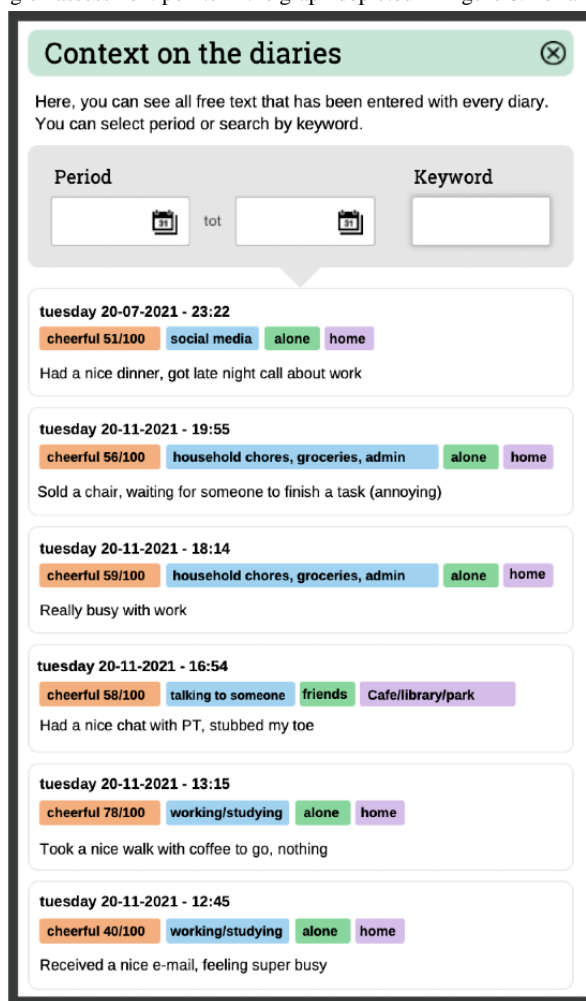 Context on the diaries
Here, you can see all free text that has been entered with every diary.
You can select period or search by keyword.
Period
Keyword
31
tot
31
tuesday 20-07-2021 - 23:22
cheerful 51/100 social media alone home
Had a nice dinner, got late night call about work
tuesday 20-11-2021 - 19:55
cheerful 56/100 household chores, groceries, admin alone home
Sold a chair, waiting for someone to finish a task (annoying)
tuesday 20-11-2021 - 18:14
cheerful 59/100 household chores, groceries, admin alone home
Really busy with work
tuesday 20-11-2021 - 16:54
cheerful 58/100 talking to someone friends Cafe/library/park
Had a nice chat with PT, stubbed my toe
tuesday 20-11-2021 - 13:15
cheerful 78/100 working/studying alone home
Took a nice walk with coffee to go, nothing
tuesday 20-11-2021 - 12:45
cheerful 40/100 working/studying alone home
Received a nice e-mail, feeling super busy